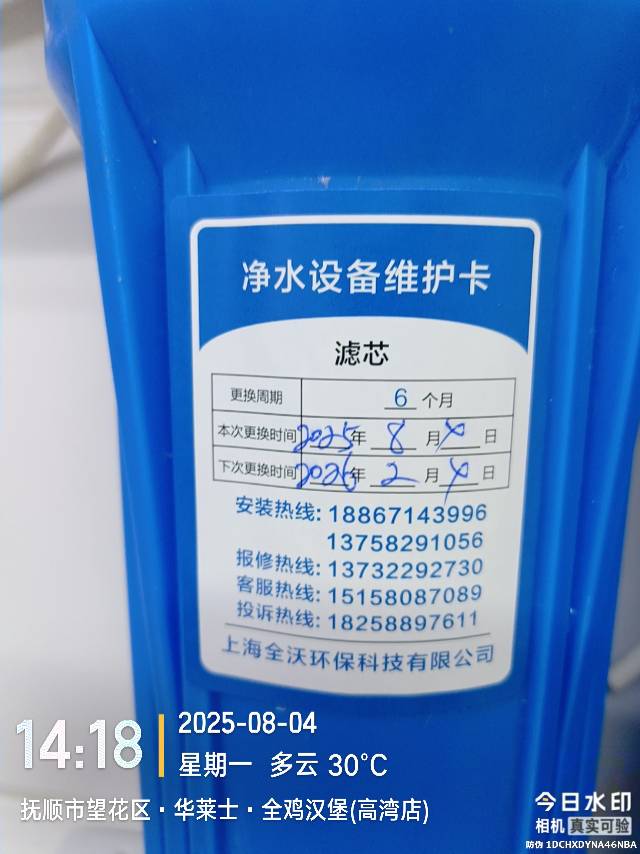 净水设备维护卡
滤芯
更换周期 6 个月
本次更换时间 2025年 8 月 4 日
下次更换时间 2026年 2 月 4 日
安装热线: 18867143996
13758291056
报修热线: 13732292730
客服热线: 15158087089
投诉热线: 18258897611
上海全沃环保科技有限公司
14:18 2025-08-04
星期一 多云 30°C
抚顺市望花区·华莱士·全鸡汉堡(高湾店)
今日水印
相机 真实可验
防伪 1DCHXDYNA46NBA